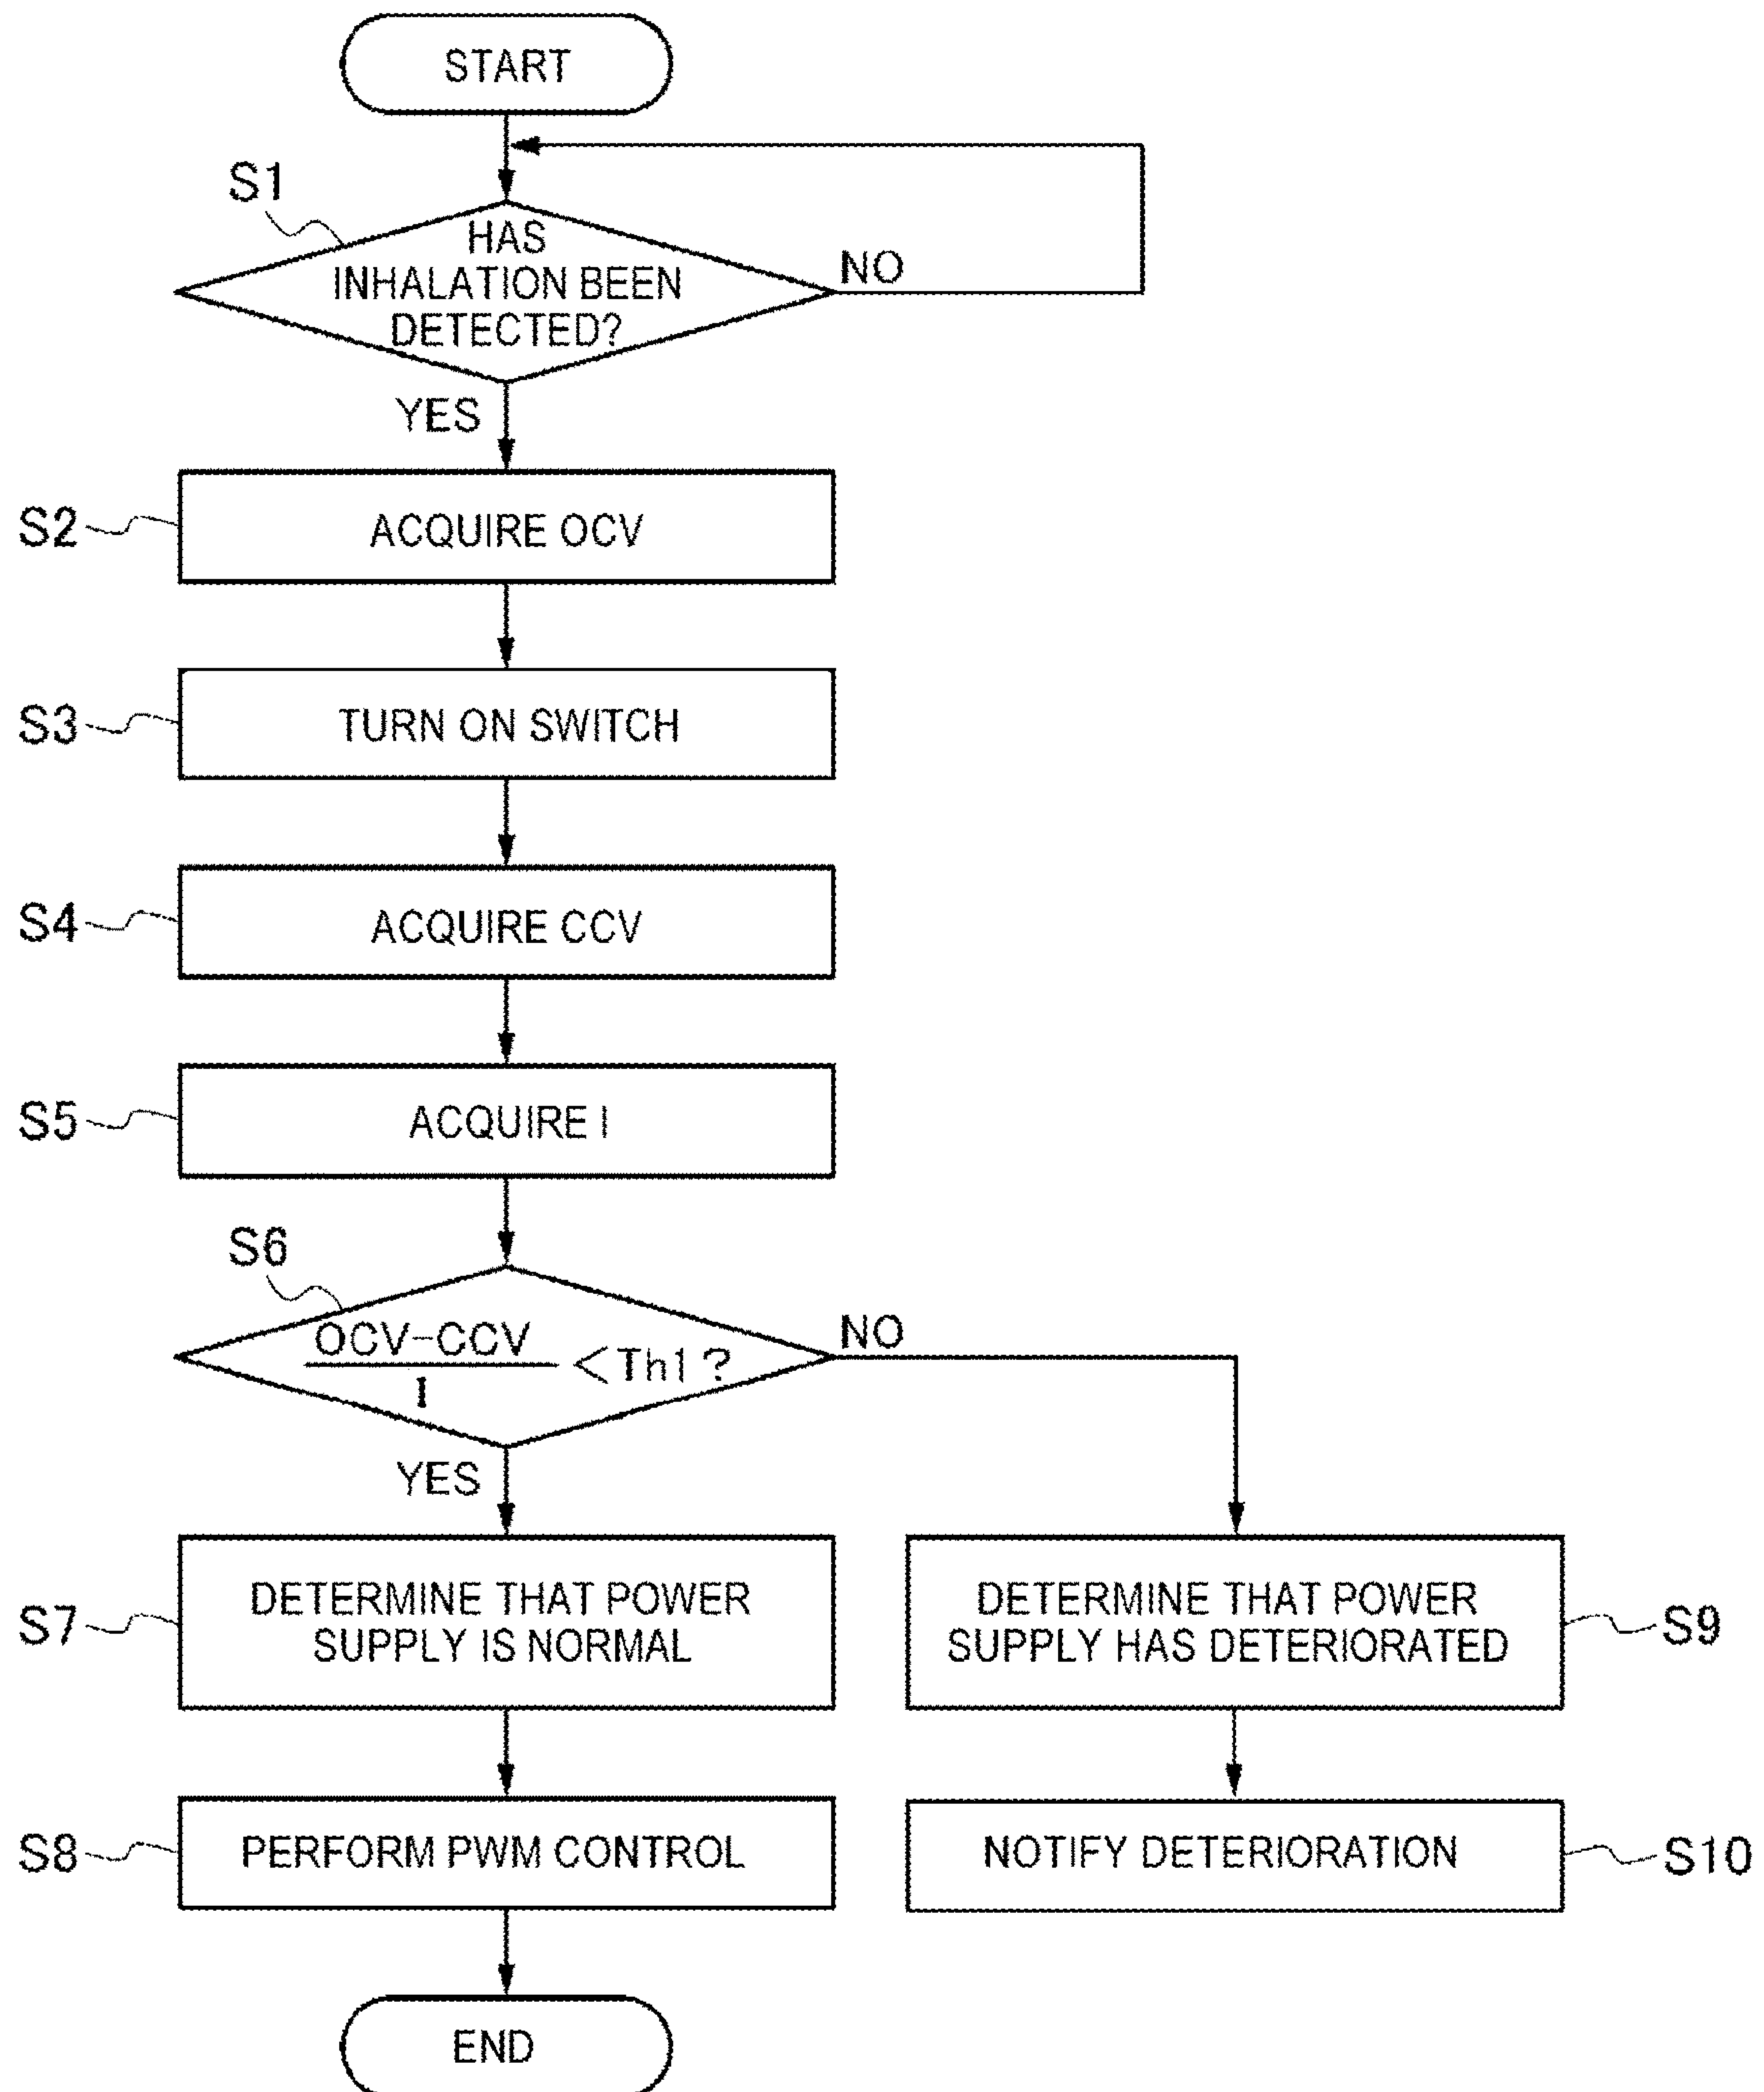 START
S1
HAS
INHALATION BEEN
DETECTED?
NO
YES
S2
ACQUIRE OCV
S3
TURN ON SWITCH
S4
ACQUIRE CCV
S5
ACQUIRE I
S6
OCV-CCV
I
<Th1?
NO
YES
S7
DETERMINE THAT POWER
SUPPLY IS NORMAL
DETERMINE THAT POWER
SUPPLY HAS DETERIORATED
S9
S8
PERFORM PWM CONTROL
NOTIFY DETERIORATION
S10
END